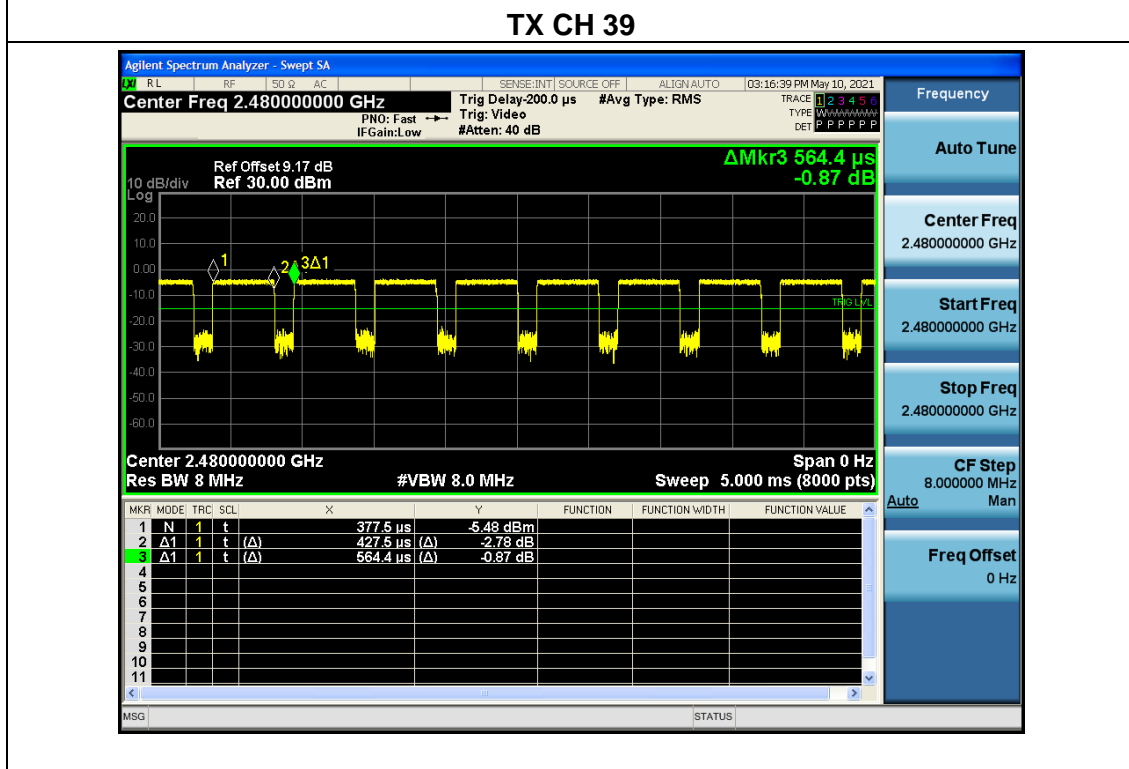 TX CH 39
Agilent Spectrum Analyzer - Swept SA
LXI RL RF 50 Ω AC SENSE:INT SOURCE OFF ALIGN AUTO 03:16:39 PM May 10, 2021
Center Freq 2.480000000 GHz Trig Delay-200.0 µs #Avg Type: RMS TRACE 1 2 3 4 5 6
PNO: Fast Trig: Video TYPE WWWWWW
IFGain:Low #Atten: 40 dB DET P P P P P P
Frequency
Auto Tune
ΔMkr3 564.4 µs
-0.87 dB
Ref Offset 9.17 dB
10 dB/div Ref 30.00 dBm
Log
20.0
10.0
0.00
-10.0
-20.0
-30.0
-40.0
-50.0
-60.0
1
2
3Δ1
TRIG LVL
Center 2.480000000 GHz Span 0 Hz
Res BW 8 MHz #VBW 8.0 MHz Sweep 5.000 ms (8000 pts)
Center Freq
2.480000000 GHz
Start Freq
2.480000000 GHz
Stop Freq
2.480000000 GHz
CF Step
8.000000 MHz
Auto Man
Freq Offset
0 Hz
MKR MODE TRC SCL X Y FUNCTION FUNCTION WIDTH FUNCTION VALUE
1 N 1 t 377.5 µs -5.48 dBm
2 Δ1 1 t (Δ) 427.5 µs (Δ) -2.78 dB
3 Δ1 1 t (Δ) 564.4 µs (Δ) -0.87 dB
4
5
6
7
8
9
10
11
MSG STATUS